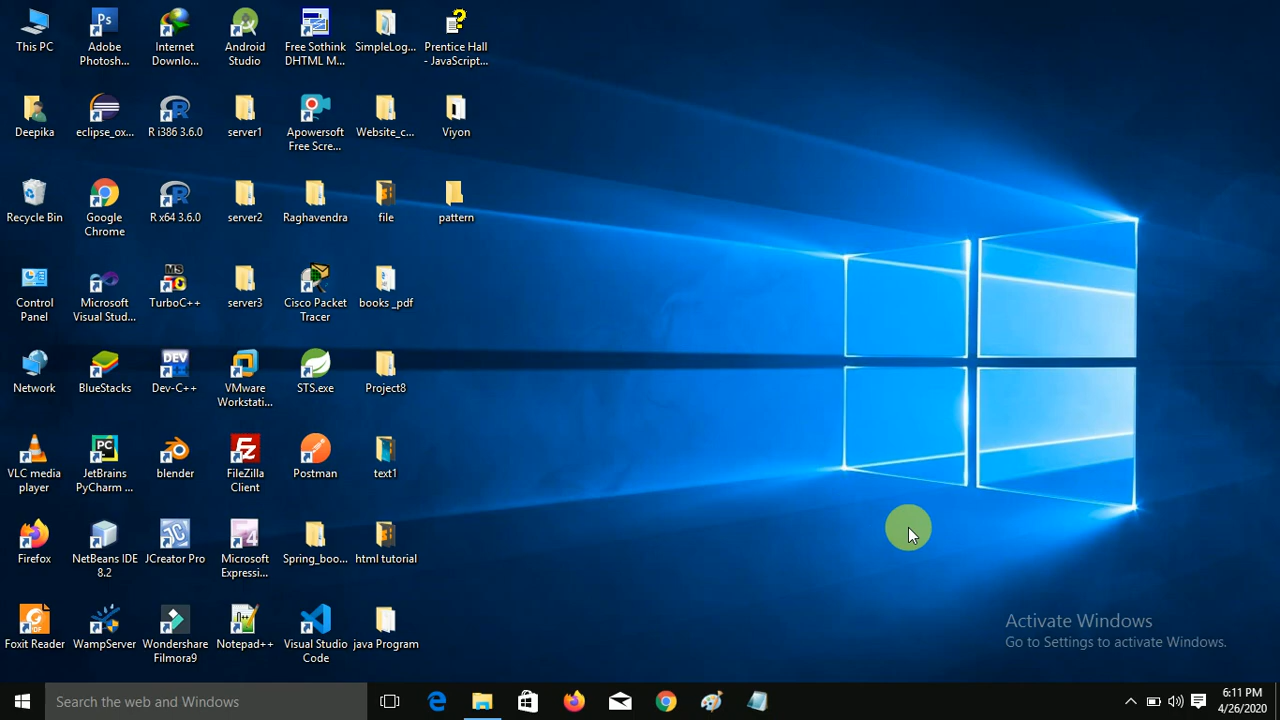 This PC
Adobe
Photosh...
Internet
Downlo...
Android
Studio
Free Sothink
DHTML M...
SimpleLog...
Prentice Hall
- JavaScript...
Deepika
eclipse_ox...
R i386 3.6.0
server1
Apowersoft
Free Scre...
Website_c...
Viyon
Recycle Bin
Google
Chrome
R x64 3.6.0
server2
Raghavendra
file
pattern
Control
Panel
Microsoft
Visual Stud...
TurboC++
server3
Cisco Packet
Tracer
books _pdf
Network
BlueStacks
Dev-C++
VMware
Workstati...
STS.exe
Project8
VLC media
player
JetBrains
PyCharm ...
blender
FileZilla
Client
Postman
text1
Firefox
NetBeans IDE
8.2
JCreator Pro
Microsoft
Expressi...
Spring_boo...
html tutorial
Foxit Reader
WampServer
Wondershare
Filmora9
Notepad++
Visual Studio
Code
java Program
Activate Windows
Go to Settings to activate Windows.
Search the web and Windows
6:11 PM
4/26/2020